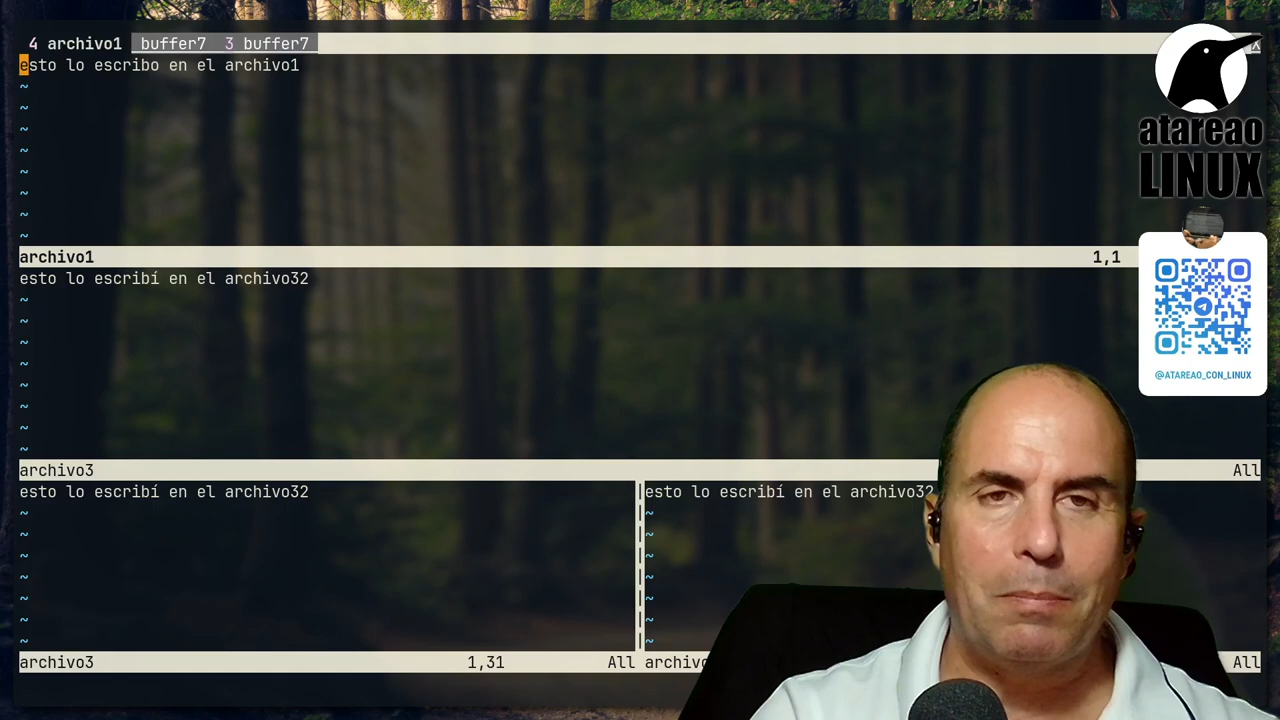 4 archivo1 buffer7 3 buffer7 X
esto lo escribo en el archivo1
~
~
~
~
~
~
~
~
archivo1 1,1
esto lo escribí en el archivo32
~
~
~
~
~
~
~
~
archivo3 All
esto lo escribí en el archivo32 esto lo escribí en el archivo32
~ ~
~ ~
~ ~
~ ~
~ ~
~ ~
~ ~
archivo3 1,31 All archivo All
atareao
LINUX
@ATAREAO_CON_LINUX